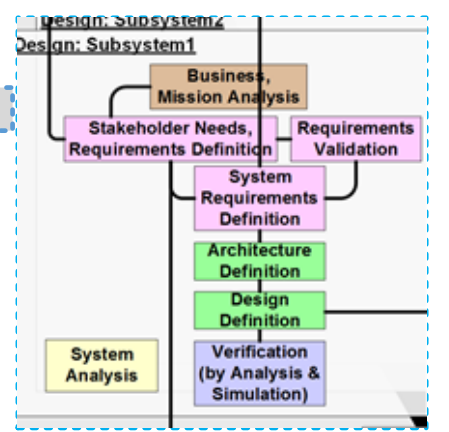 Design: Subsystem2
Design: Subsystem1
Business,
Mission Analysis
Stakeholder Needs,
Requirements Definition
Requirements
Validation
System
Requirements
Definition
Architecture
Definition
Design
Definition
System
Analysis
Verification
(by Analysis &
Simulation)